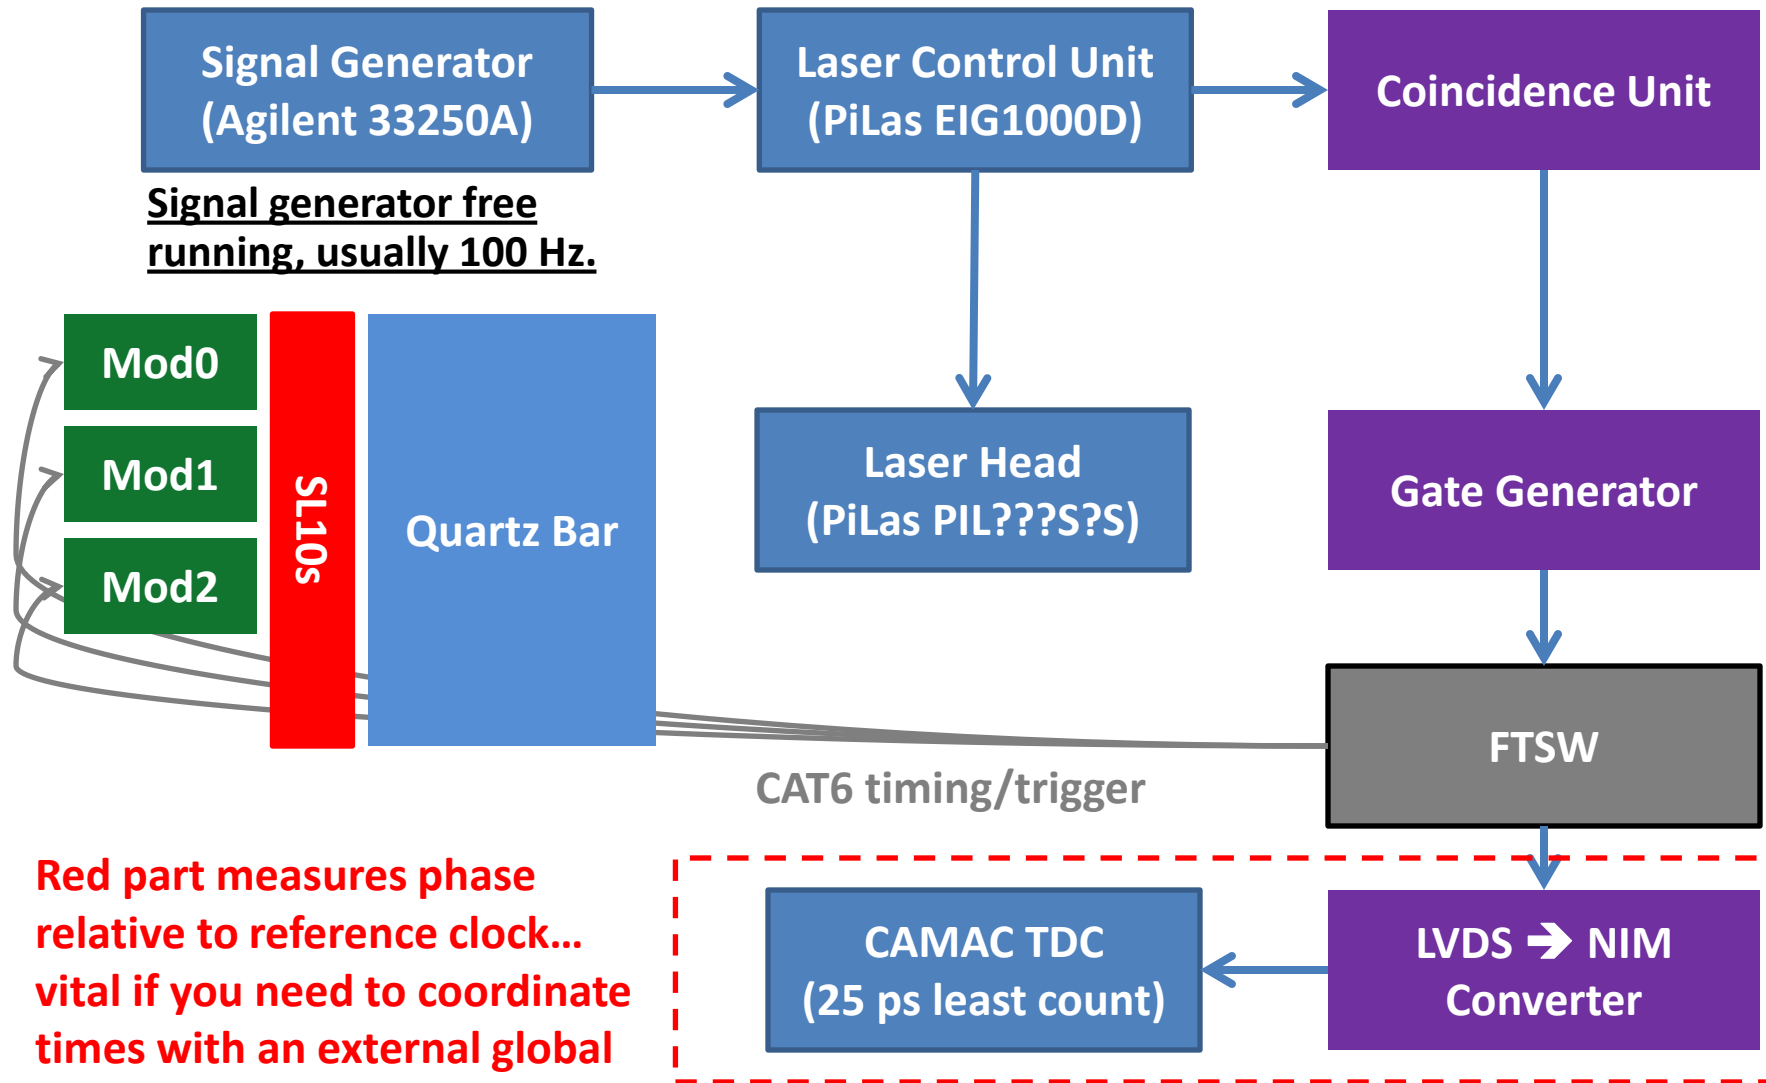 Signal Generator
(Agilent 33250A)
Laser Control Unit
(PiLas EIG1000D)
Coincidence Unit
Signal generator free
running, usually 100 Hz.
Mod0
Mod1
Mod2
SL10s
Quartz Bar
Laser Head
(PiLas PIL???S?S)
Gate Generator
FTSW
CAT6 timing/trigger
Red part measures phase
relative to reference clock…
vital if you need to coordinate
times with an external global
CAMAC TDC
(25 ps least count)
LVDS ➔ NIM
Converter